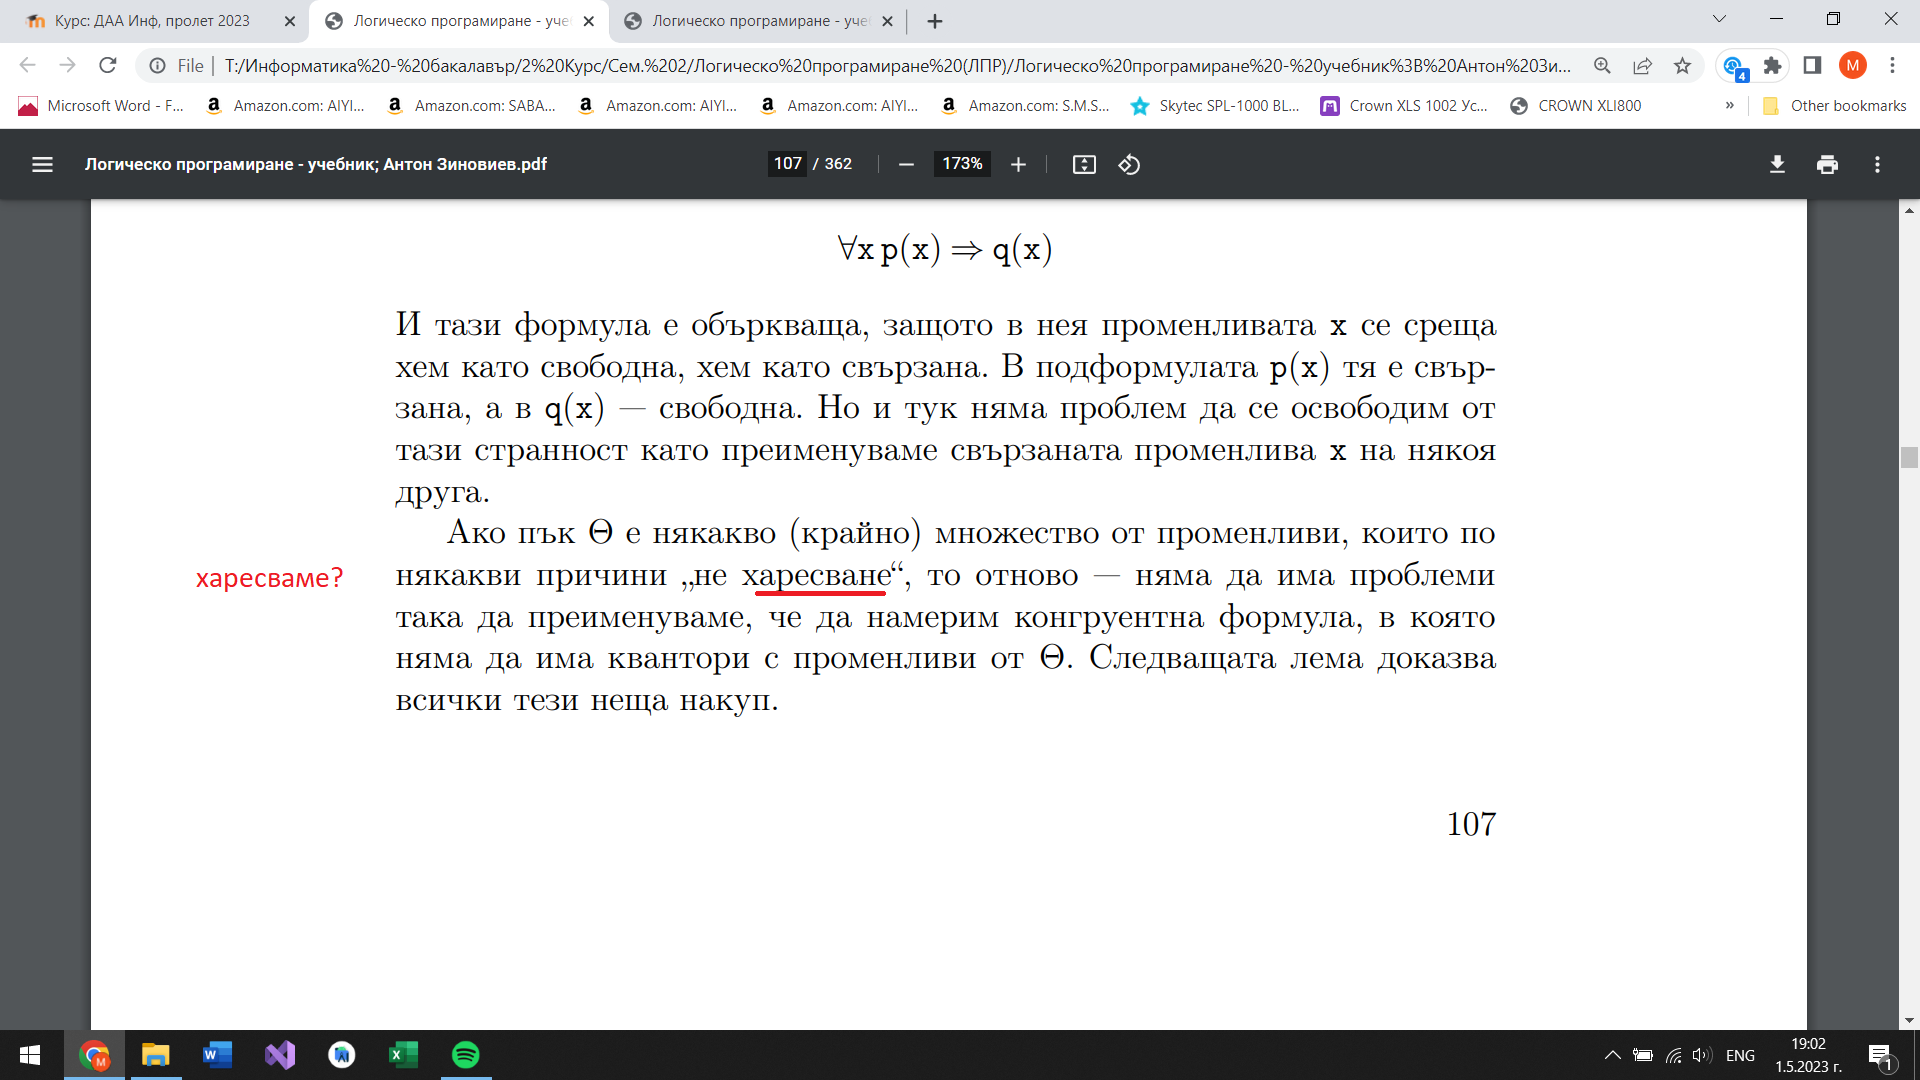 Курс: ДАА Инф, пролет 2023
Логическо програмиране - уче
Логическо програмиране - уче
File
T:/Информатика%20-%20бакалавър/2%20Курс/Сем.%202/Логическо%20програмиране%20(ЛПР)/Логическо%20програмиране%20-%20учебник%3B%20Антон%20Зи...
4
M
Microsoft Word - F...
Amazon.com: AIYI...
Amazon.com: SABA...
Amazon.com: AIYI...
Amazon.com: AIYI...
Amazon.com: S.M.S...
Skytec SPL-1000 BL...
Crown XLS 1002 Ус...
CROWN XLI800
»
Other bookmarks
Логическо програмиране - учебник; Антон Зиновиев.pdf
107 / 362
173%
∀x p(x) ⇒ q(x)
И тази формула е объркваща, защото в нея променливата x се среща
хем като свободна, хем като свързана. В подформулата p(x) тя е свър-
зана, а в q(x) — свободна. Но и тук няма проблем да се освободим от
тази странност като преименуваме свързаната променлива x на някоя
друга.
Ако пък Θ е някакво (крайно) множество от променливи, които по
харесваме?
някакви причини „не харесване“, то отново — няма да има проблеми
така да преименуваме, че да намерим конгруентна формула, в която
няма да има квантори с променливи от Θ. Следващата лема доказва
всички тези неща накуп.
107
ENG
19:02
1.5.2023 г.
1